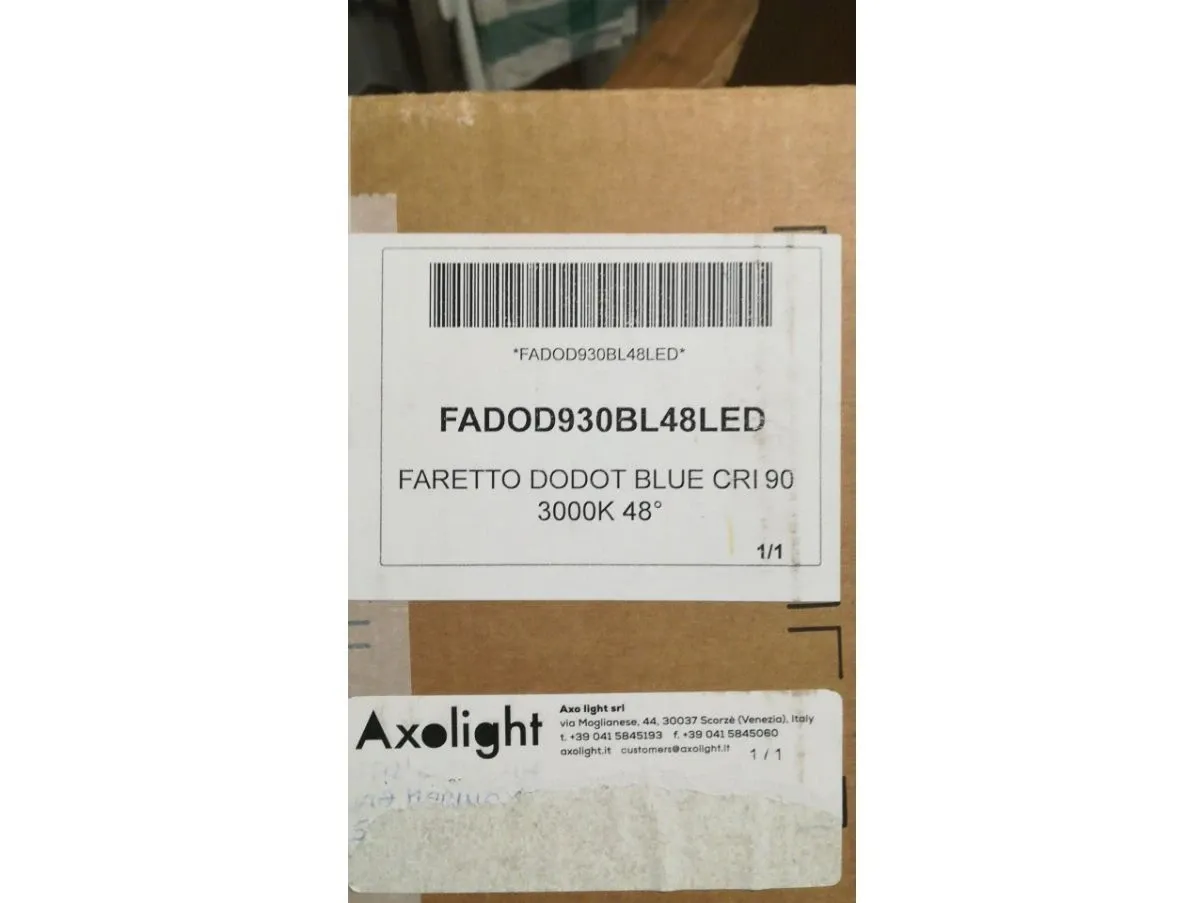 *FADOD930BL48LED*
FADOD930BL48LED
FARETTO DODOT BLUE CRI 90
3000K 48°
1/1
Axolight
Axo light srl
via Moglianese, 44, 30037 Scorzè (Venezia), Italy
t. +39 041 5845193 f. +39 041 5845060
axolight.it customers@axolight.it
1 / 1